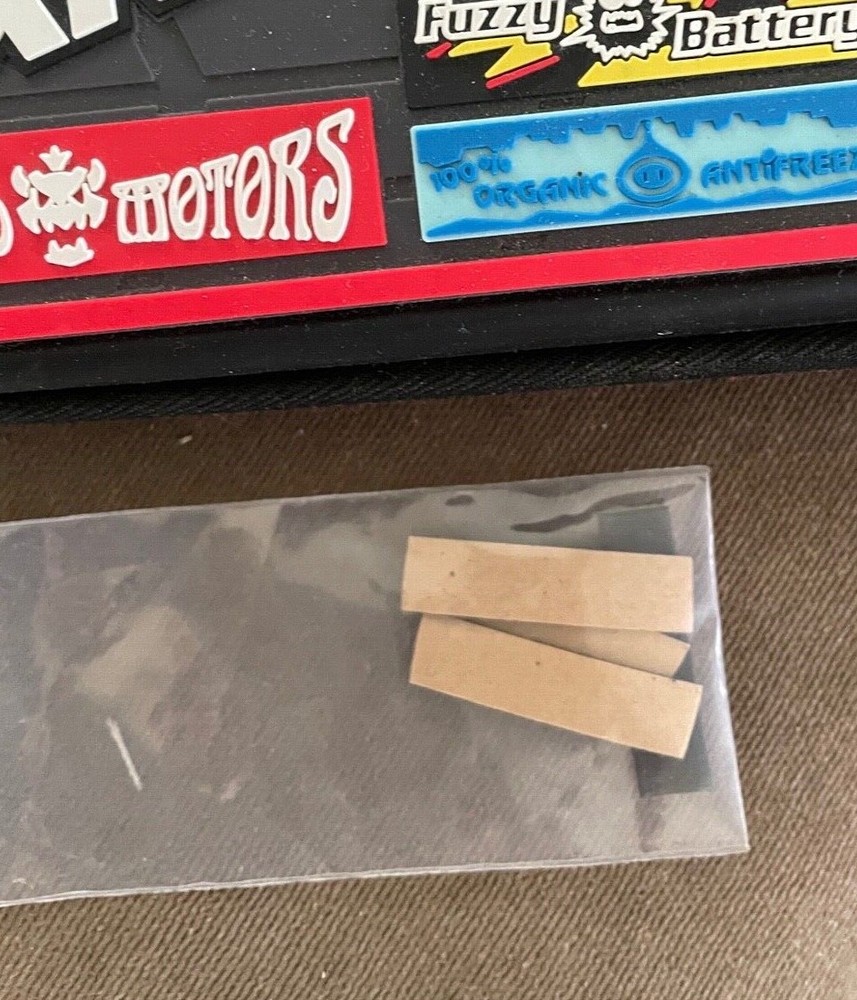 Fuzzy Battery
MOTORS
100%
ORGANIC ANTIFREEZ